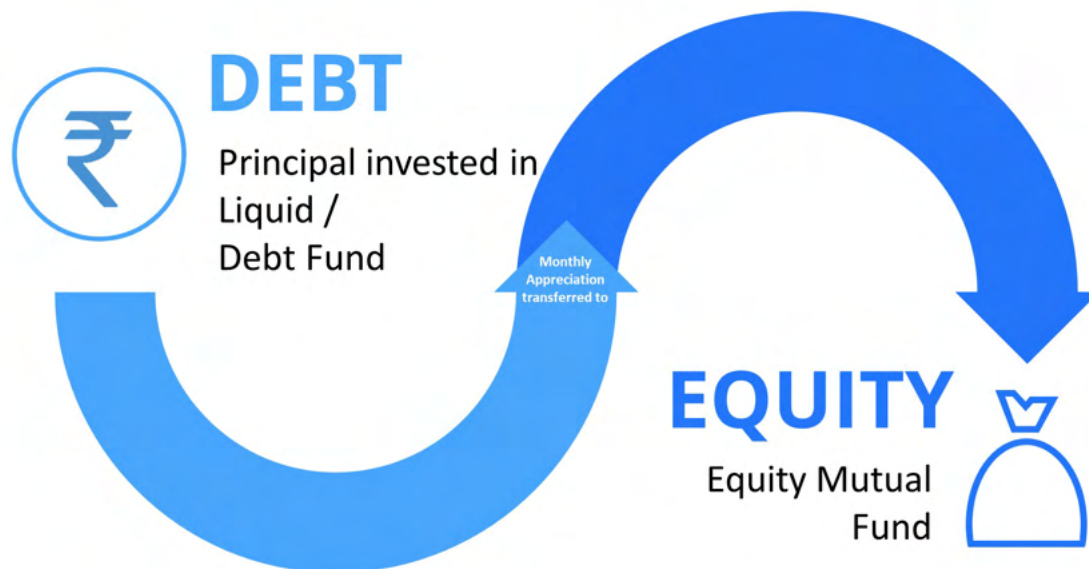 ₹
DEBT
Principal invested in
Liquid /
Debt Fund
Monthly
Appreciation
transferred to
EQUITY
Equity Mutual
Fund